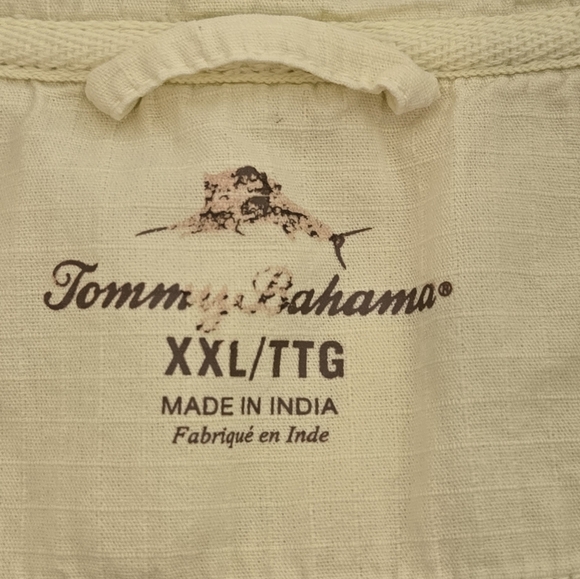 Tommy Bahama®
XXL/TTG
MADE IN INDIA
Fabriqué en Inde